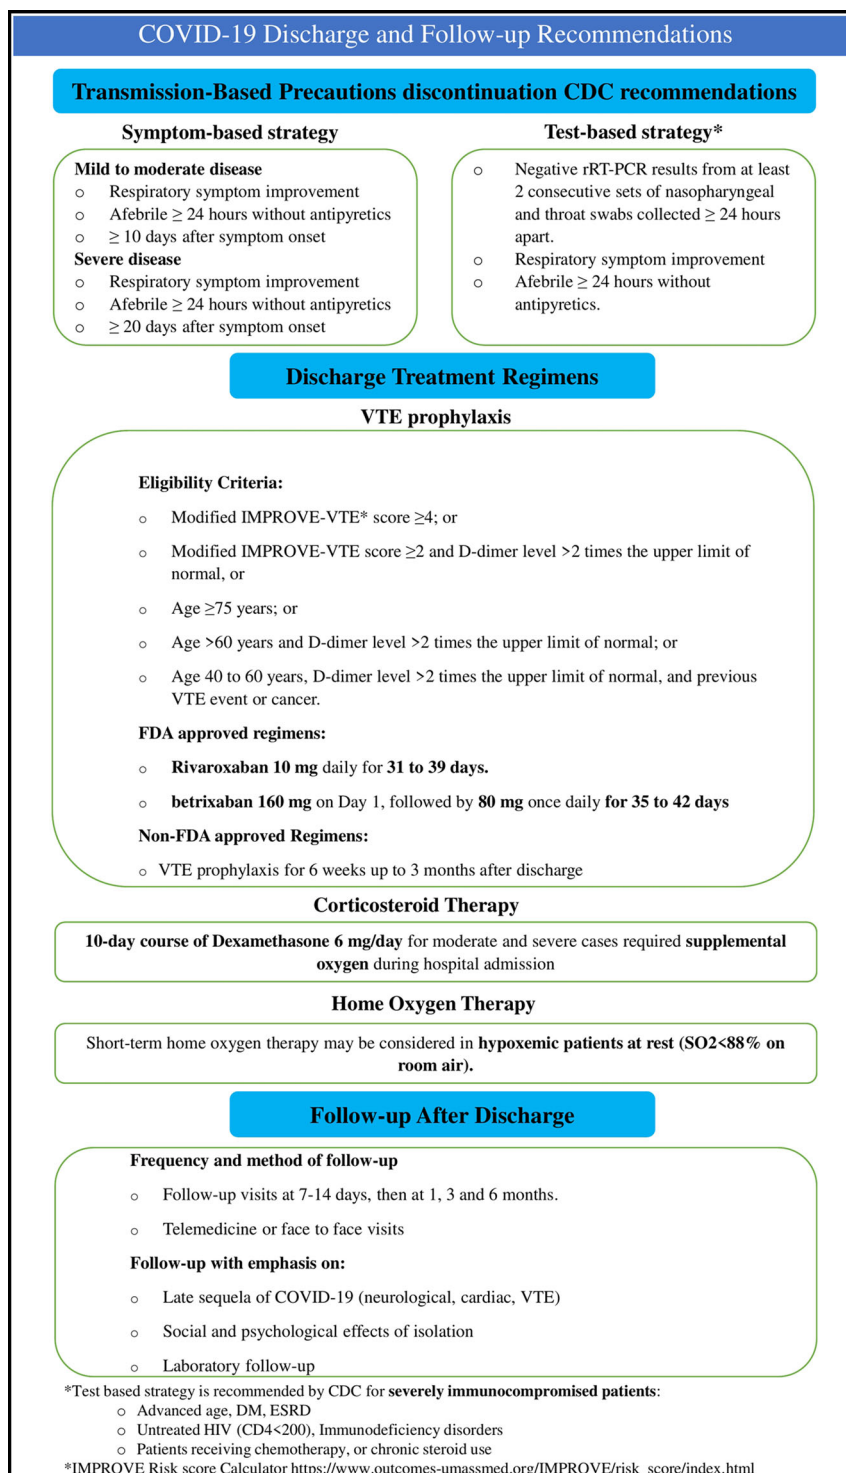 COVID-19 Discharge and Follow-up Recommendations
Transmission-Based Precautions discontinuation CDC recommendations
Symptom-based strategy
Mild to moderate disease
o Respiratory symptom improvement
o Afebrile ≥ 24 hours without antipyretics
o ≥ 10 days after symptom onset
Severe disease
o Respiratory symptom improvement
o Afebrile ≥ 24 hours without antipyretics
o ≥ 20 days after symptom onset
Test-based strategy*
o Negative rRT-PCR results from at least
2 consecutive sets of nasopharyngeal
and throat swabs collected ≥ 24 hours
apart.
o Respiratory symptom improvement
o Afebrile ≥ 24 hours without
antipyretics.
Discharge Treatment Regimens
VTE prophylaxis
Eligibility Criteria:
o Modified IMPROVE-VTE* score ≥4; or
o Modified IMPROVE-VTE score ≥2 and D-dimer level >2 times the upper limit of
normal, or
o Age ≥75 years; or
o Age >60 years and D-dimer level >2 times the upper limit of normal; or
o Age 40 to 60 years, D-dimer level >2 times the upper limit of normal, and previous
VTE event or cancer.
FDA approved regimens:
o Rivaroxaban 10 mg daily for 31 to 39 days.
o betrixaban 160 mg on Day 1, followed by 80 mg once daily for 35 to 42 days
Non-FDA approved Regimens:
o VTE prophylaxis for 6 weeks up to 3 months after discharge
Corticosteroid Therapy
10-day course of Dexamethasone 6 mg/day for moderate and severe cases required supplemental
oxygen during hospital admission
Home Oxygen Therapy
Short-term home oxygen therapy may be considered in hypoxemic patients at rest (SO2<88% on
room air).
Follow-up After Discharge
Frequency and method of follow-up
o Follow-up visits at 7-14 days, then at 1, 3 and 6 months.
o Telemedicine or face to face visits
Follow-up with emphasis on:
o Late sequela of COVID-19 (neurological, cardiac, VTE)
o Social and psychological effects of isolation
o Laboratory follow-up
*Test based strategy is recommended by CDC for severely immunocompromised patients:
o Advanced age, DM, ESRD
o Untreated HIV (CD4<200), Immunodeficiency disorders
o Patients receiving chemotherapy, or chronic steroid use
*IMPROVE Risk score Calculator https://www.outcomes-umassmed.org/IMPROVE/risk_score/index.html